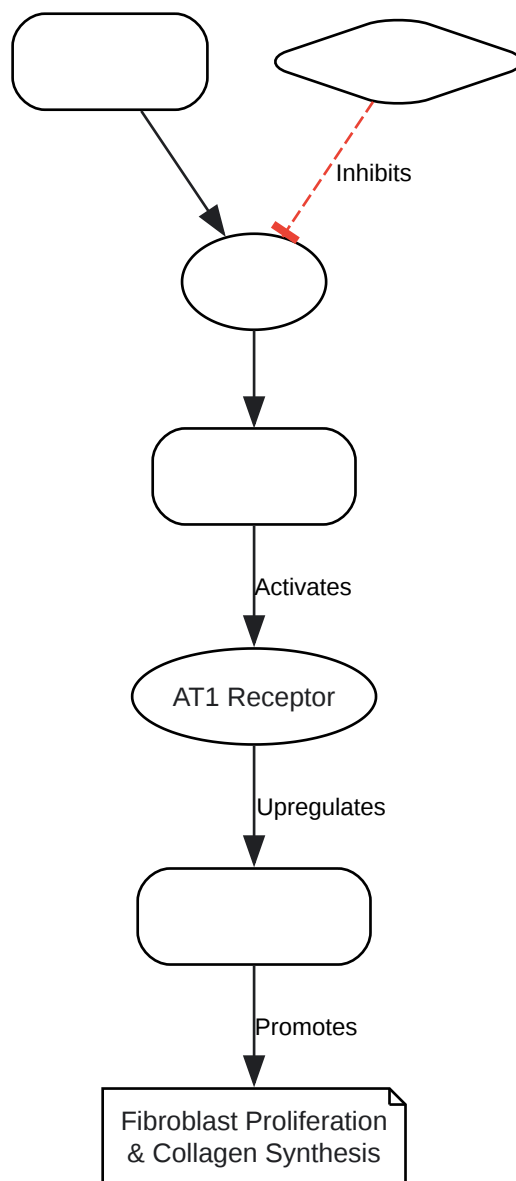 Inhibits
Activates
AT1 Receptor
Upregulates
Promotes
Fibroblast Proliferation
& Collagen Synthesis